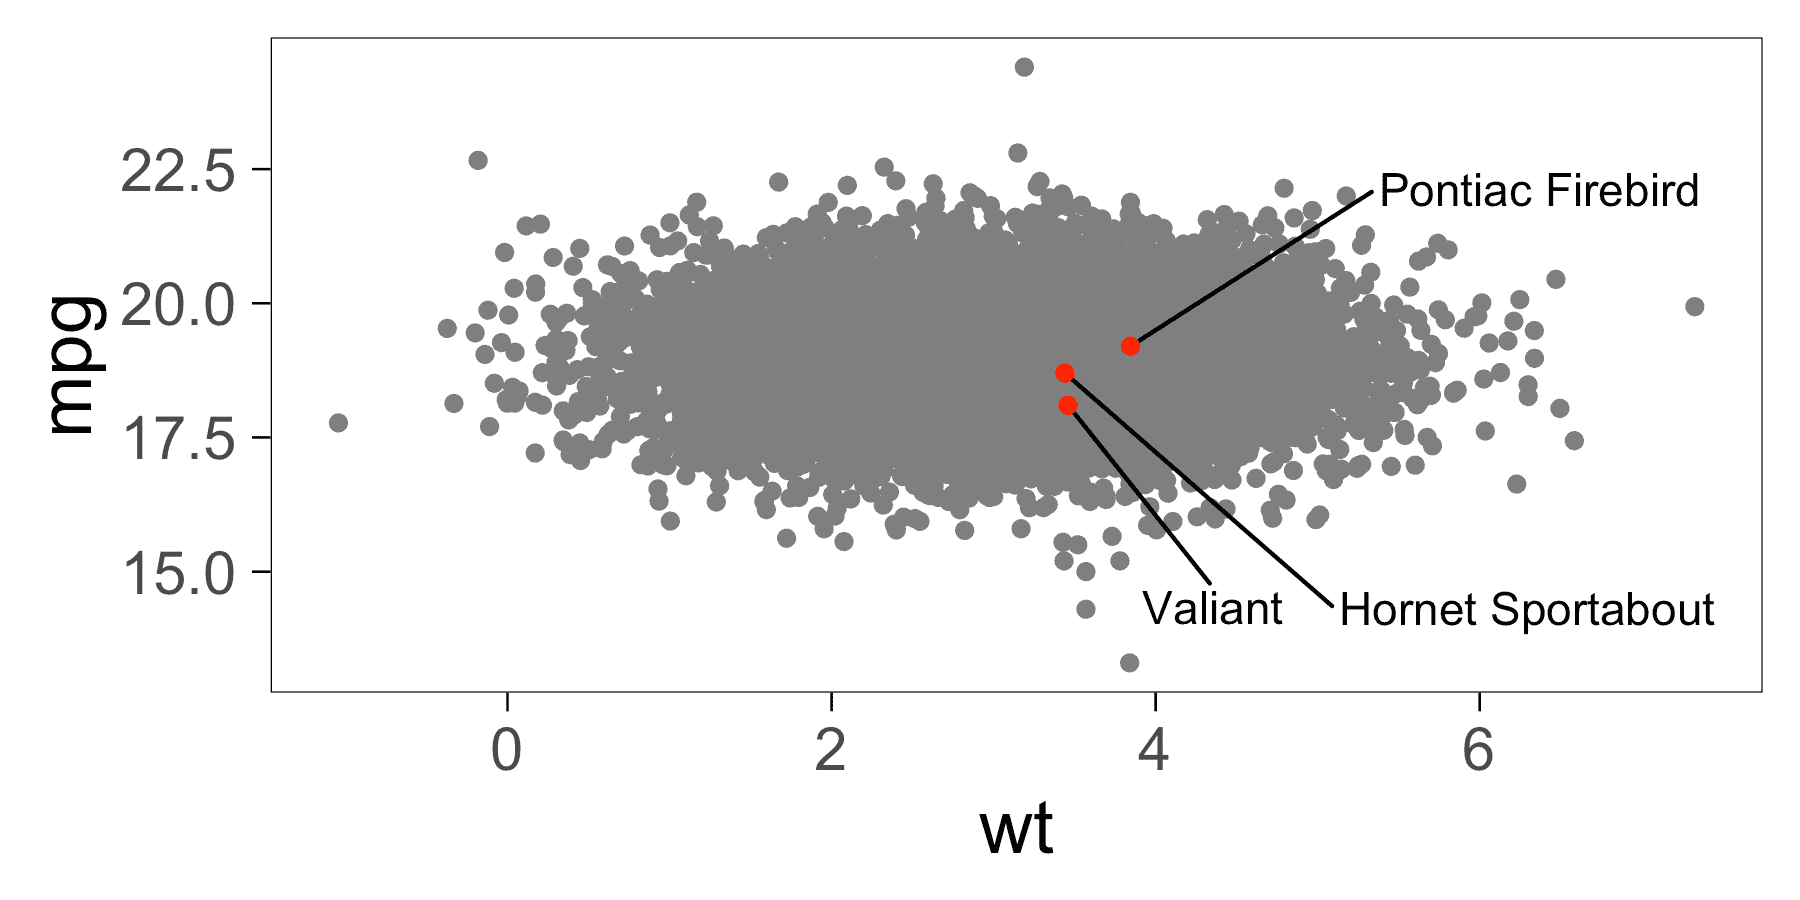 22.5
20.0
17.5
15.0
mpg
Pontiac Firebird
Valiant
Hornet Sportabout
0 2 4 6
wt